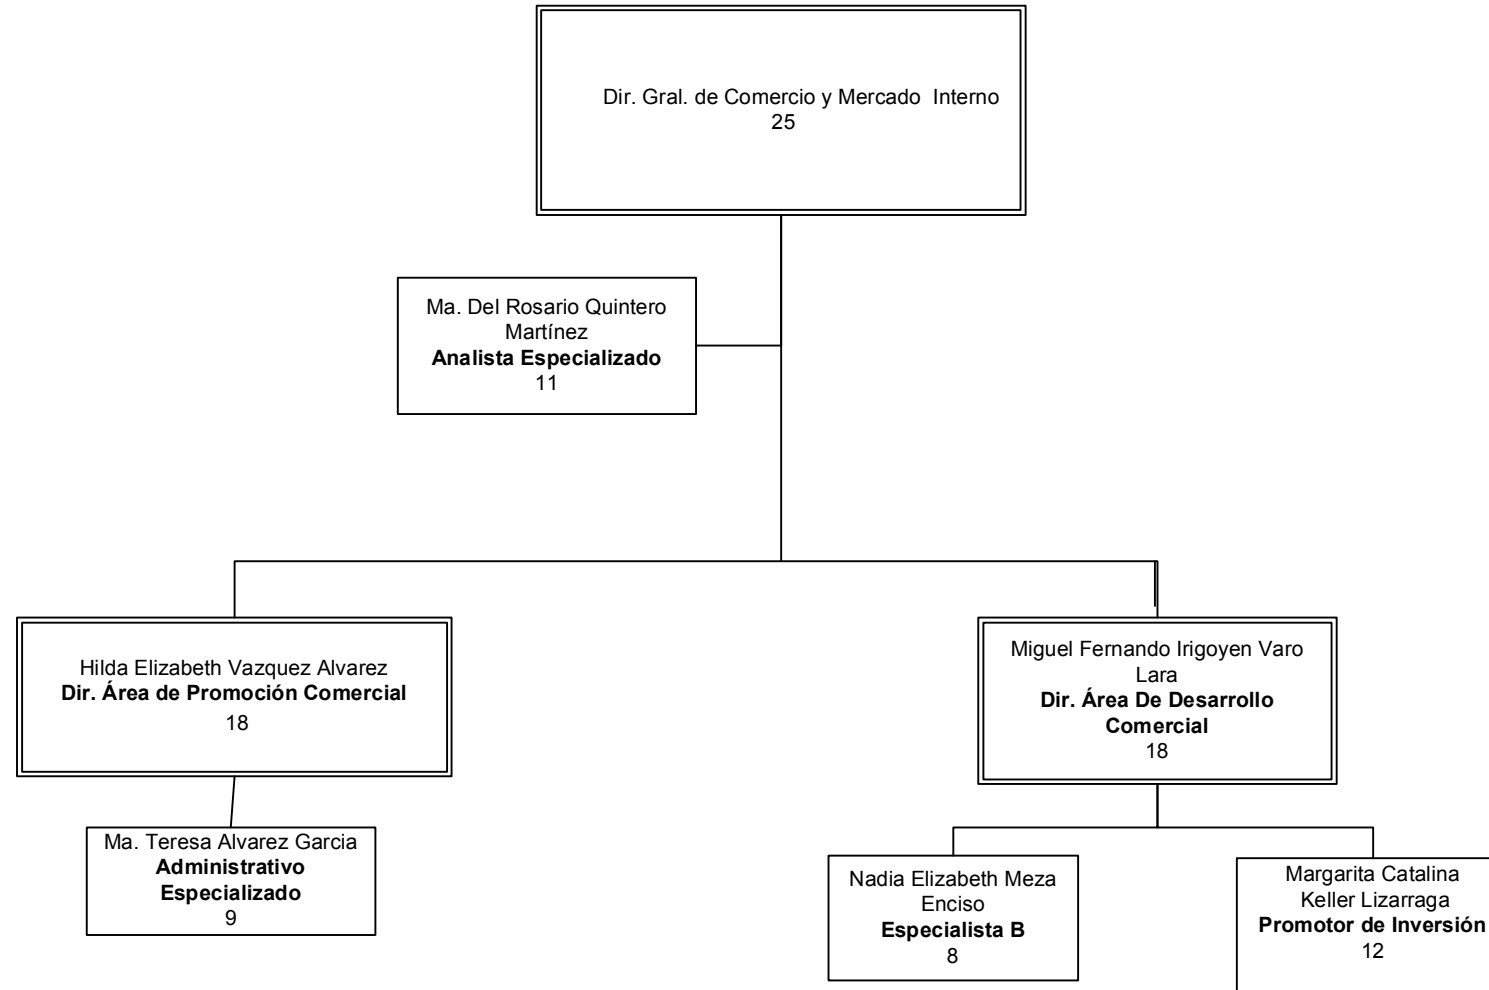 Dir. Gral. de Comercio y Mercado  Interno
25
Ma. Del Rosario Quintero
Martínez
Analista Especializado
11
Hilda Elizabeth Vazquez Alvarez
Dir. Área de Promoción Comercial
18
Miguel Fernando Irigoyen Varo
Lara
Dir. Área De Desarrollo
Comercial
18
Ma. Teresa Alvarez Garcia
Administrativo
Especializado
9
Nadia Elizabeth Meza
Enciso
Especialista B
8
Margarita Catalina
Keller Lizarraga
Promotor de Inversión
12